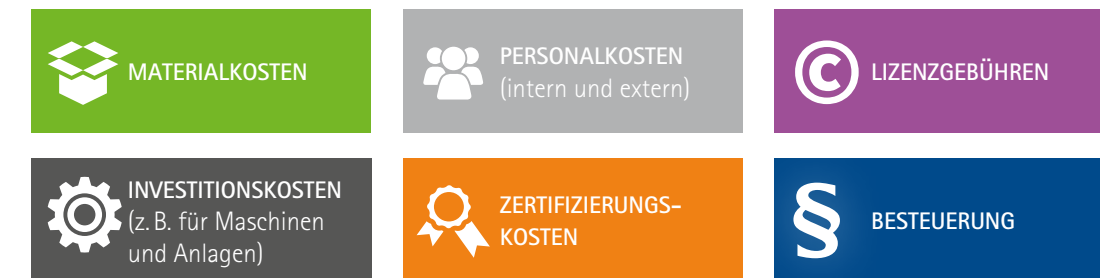 MATERIALKOSTEN
PERSONALKOSTEN
(intern und extern)
© LIZENZGEBÜHREN
INVESTITIONSKOSTEN
(z. B. für Maschinen
und Anlagen)
ZERTIFIZIERUNGS-
KOSTEN
§ BESTEUERUNG